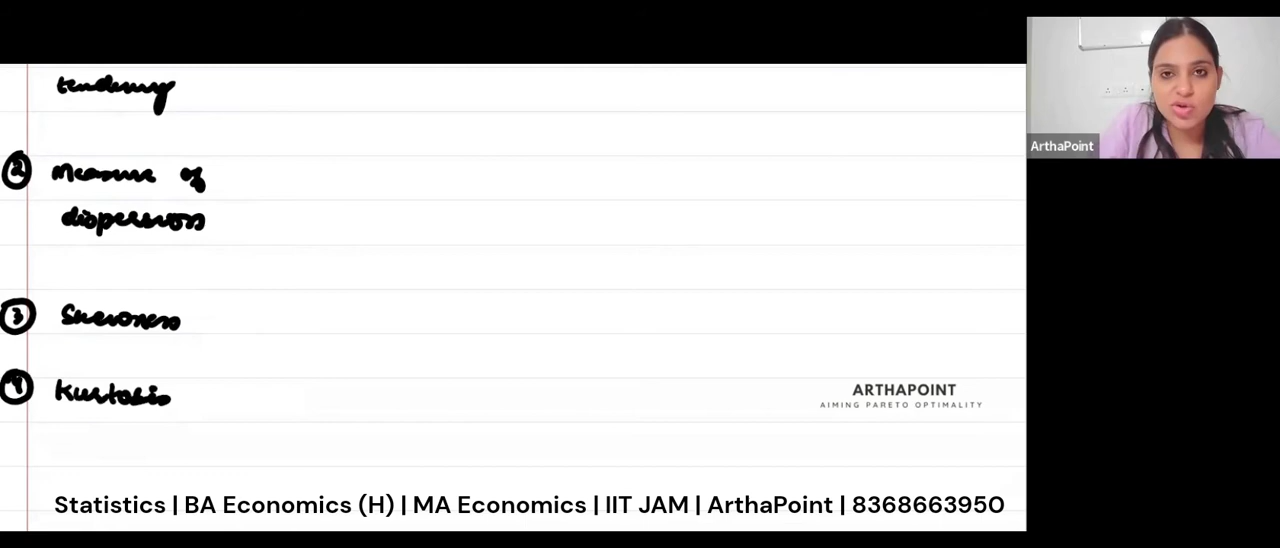 tendency
② Measure of
dispersion
③ Skewness
④ Kurtosis
ArthaPoint
ARTHAPOINT
AIMING PARETO OPTIMALITY
Statistics | BA Economics (H) | MA Economics | IIT JAM | ArthaPoint | 8368663950